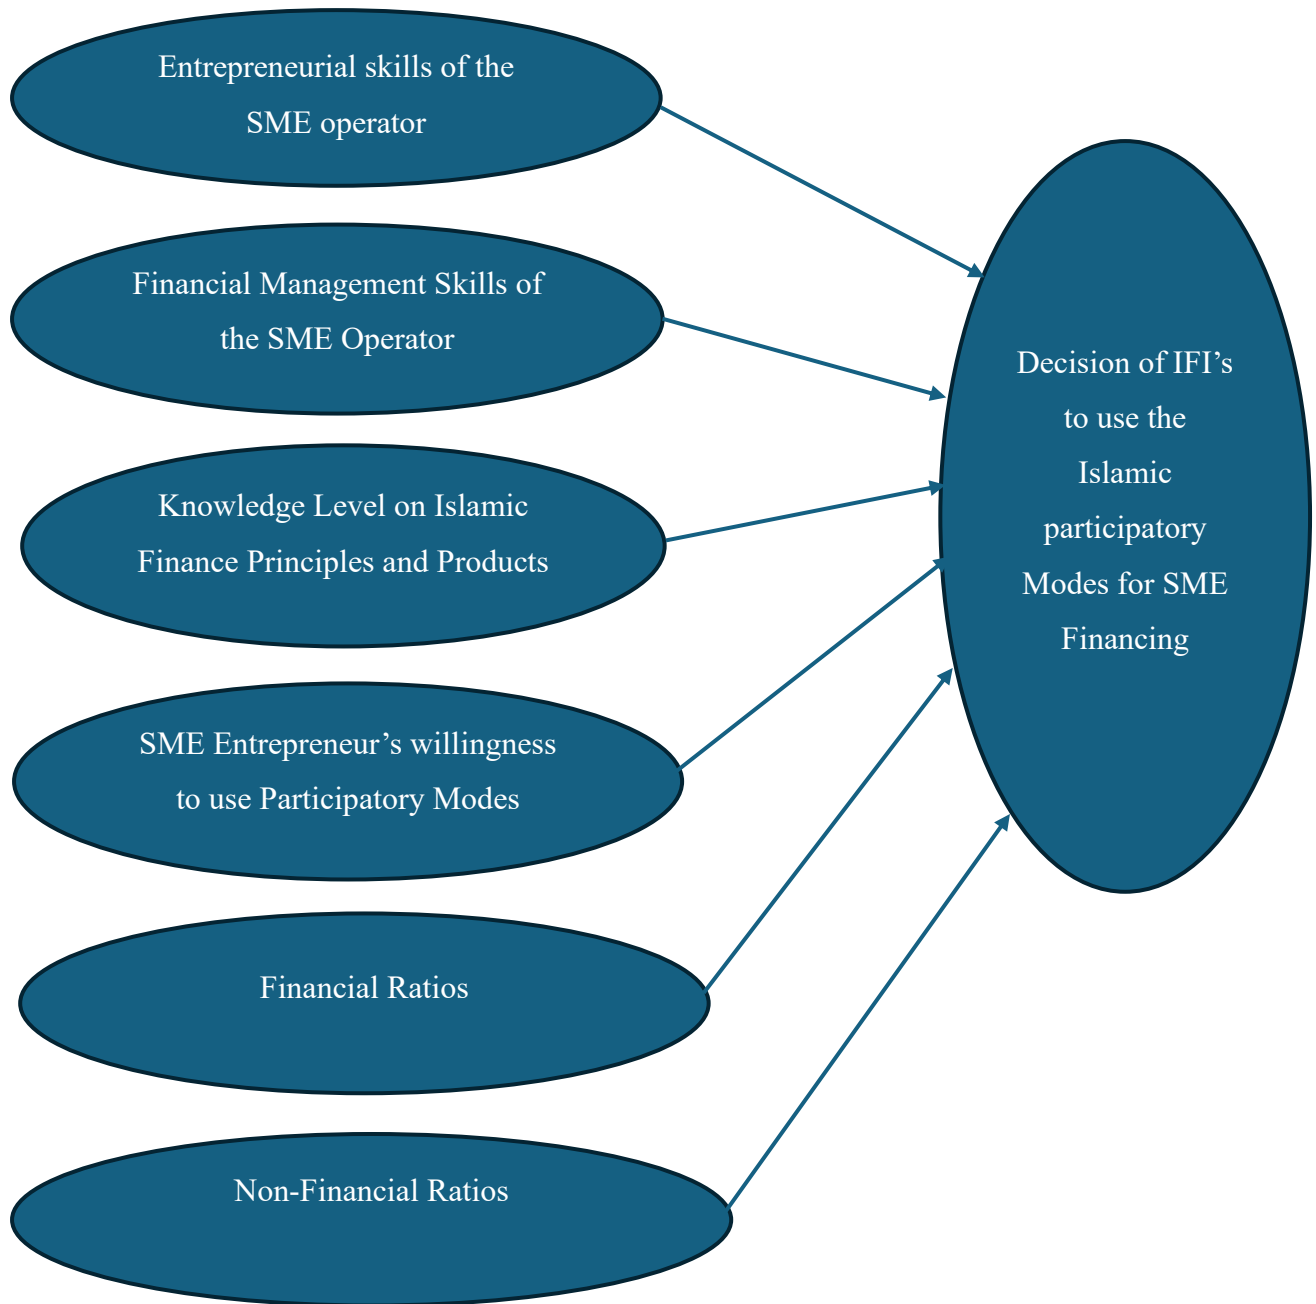 Entrepreneurial skills of the
SME operator
Financial Management Skills of
the SME Operator
Knowledge Level on Islamic
Finance Principles and Products
SME Entrepreneur’s willingness
to use Participatory Modes
Financial Ratios
Non-Financial Ratios
Decision of IFI’s
to use the
Islamic
participatory
Modes for SME
Financing